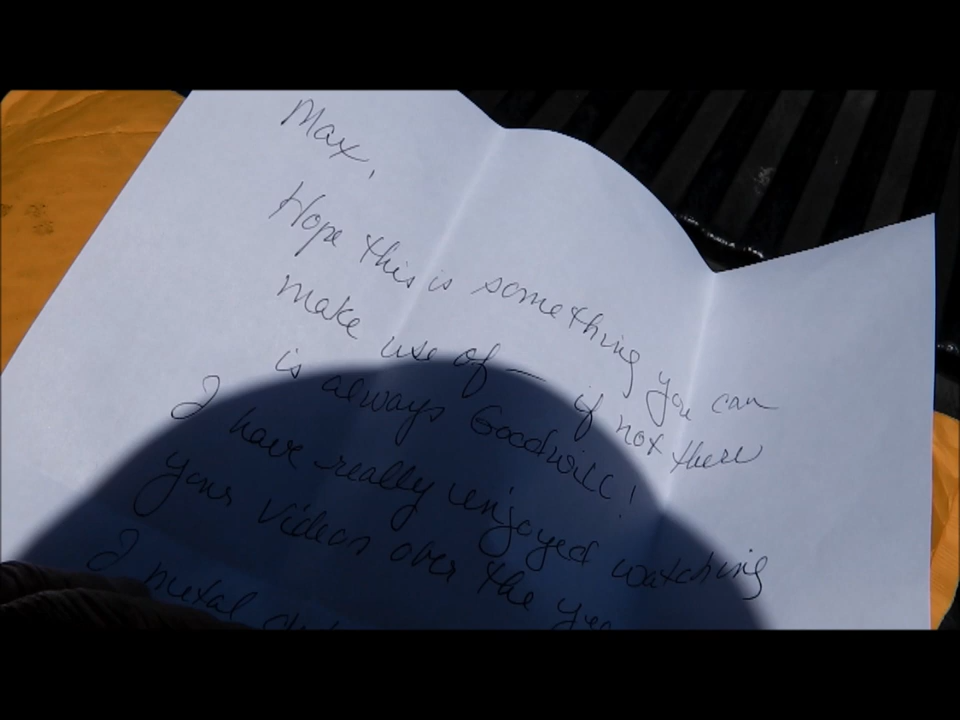 Max,
Hope this is something you can
make use of — if not there
is always Goodwill!
I have really enjoyed watching
your videos over the
I metal